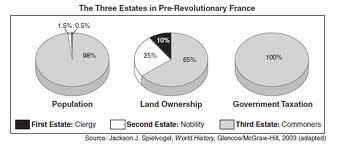 The Three Estates in Pre-Revolutionary France
1.5% 0.5%
98%
10%
25%
65%
100%
Population
Land Ownership
Government Taxation
First Estate: Clergy
Second Estate: Nobility
Third Estate: Commoners
Source: Jackson J. Spielvogel, World History, Glencoe/McGraw-Hill, 2003 (adapted)